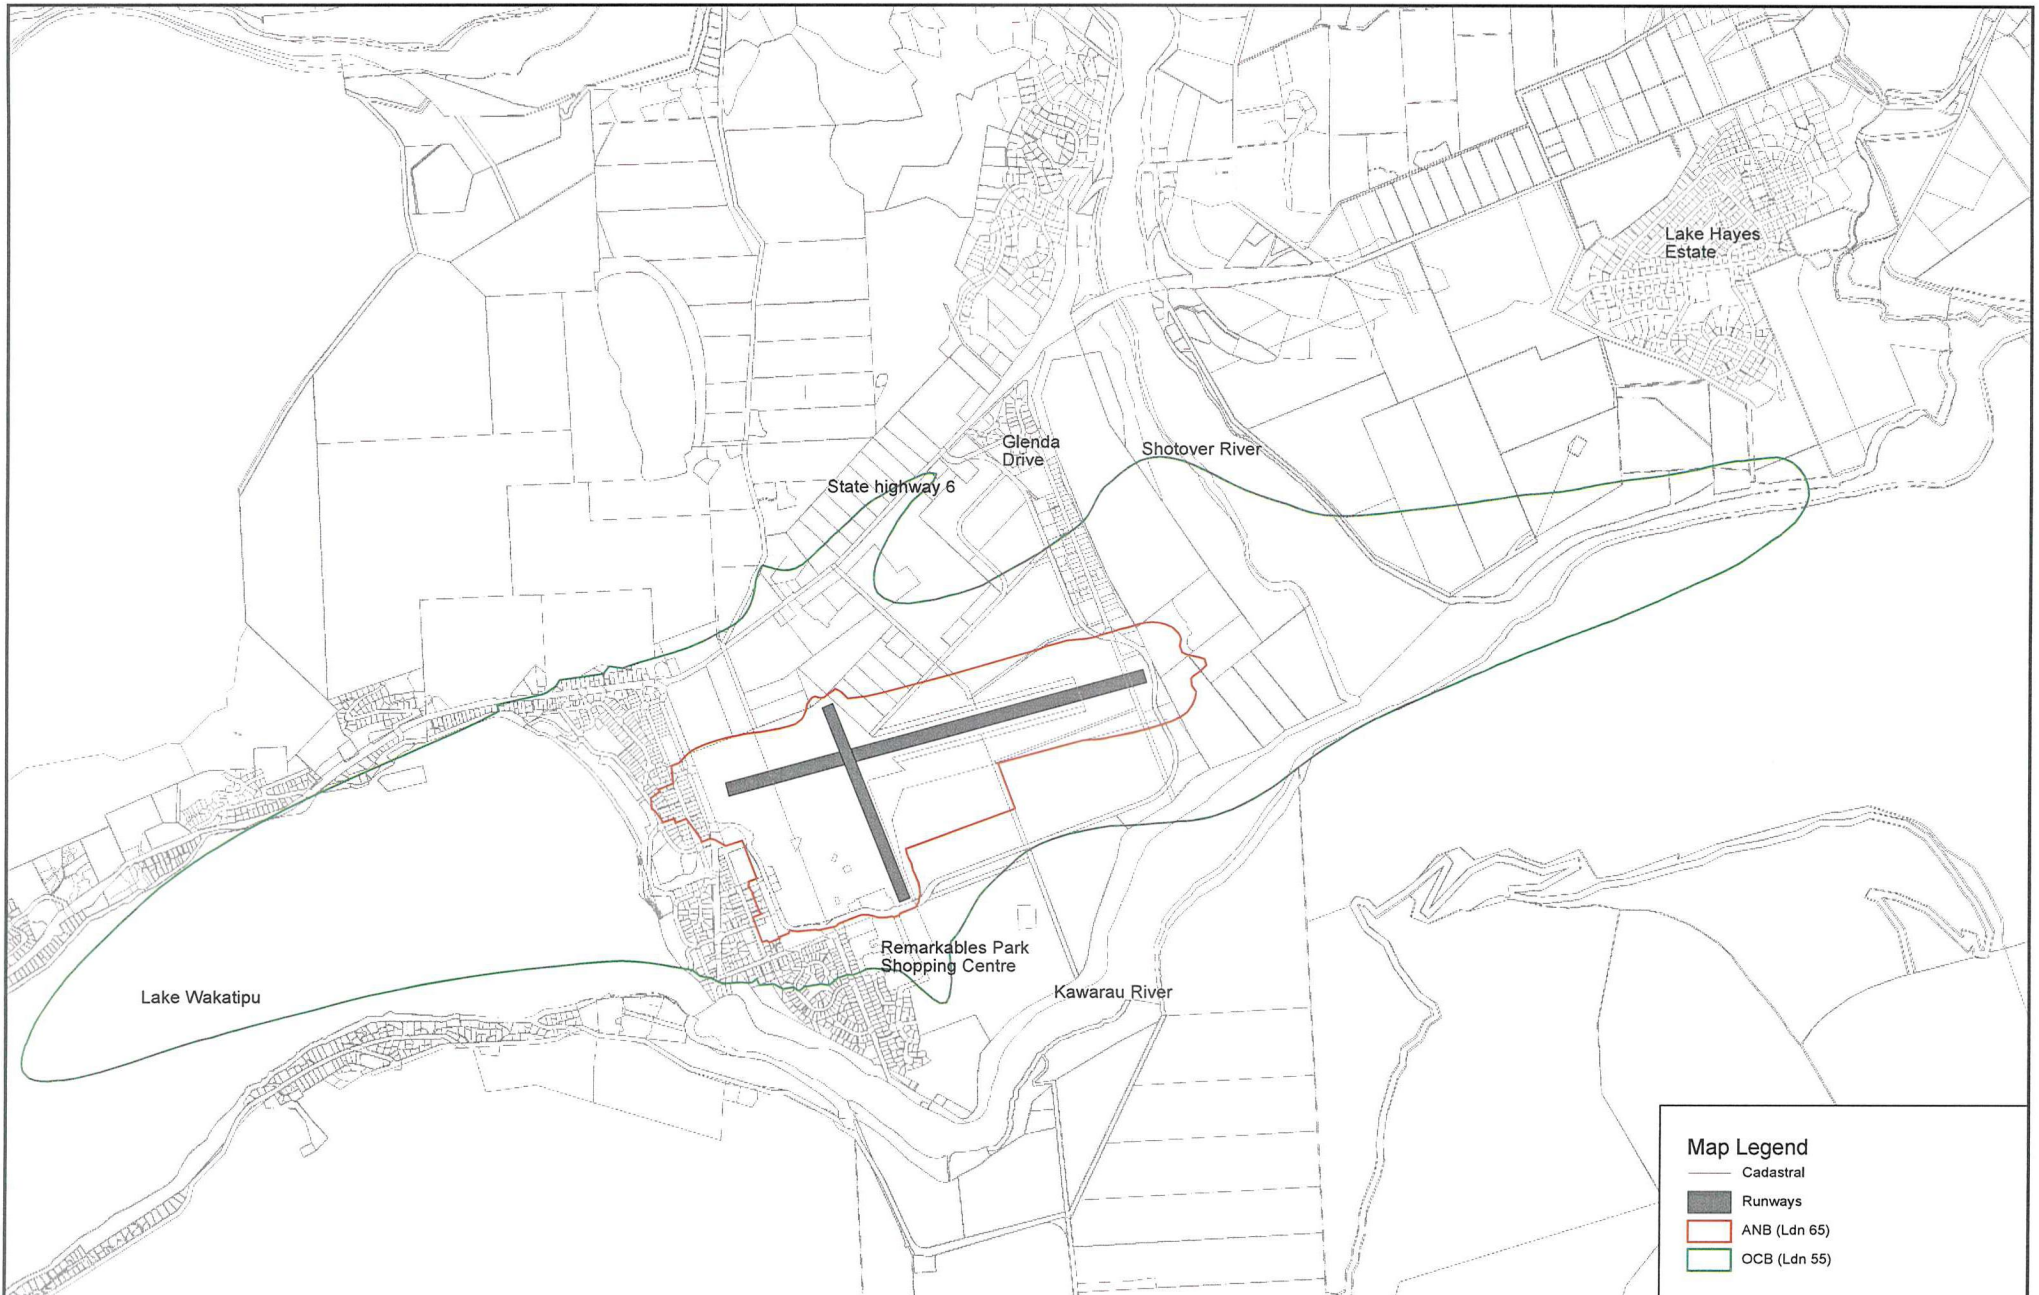 Lake Hayes
Estate
Glenda
Drive
Shotover River
State highway 6
Remarkables Park
Shopping Centre
Lake Wakatipu
Kawarau River
Map Legend
Cadastral
Runways
ANB (Ldn 65)
OCB (Ldn 55)